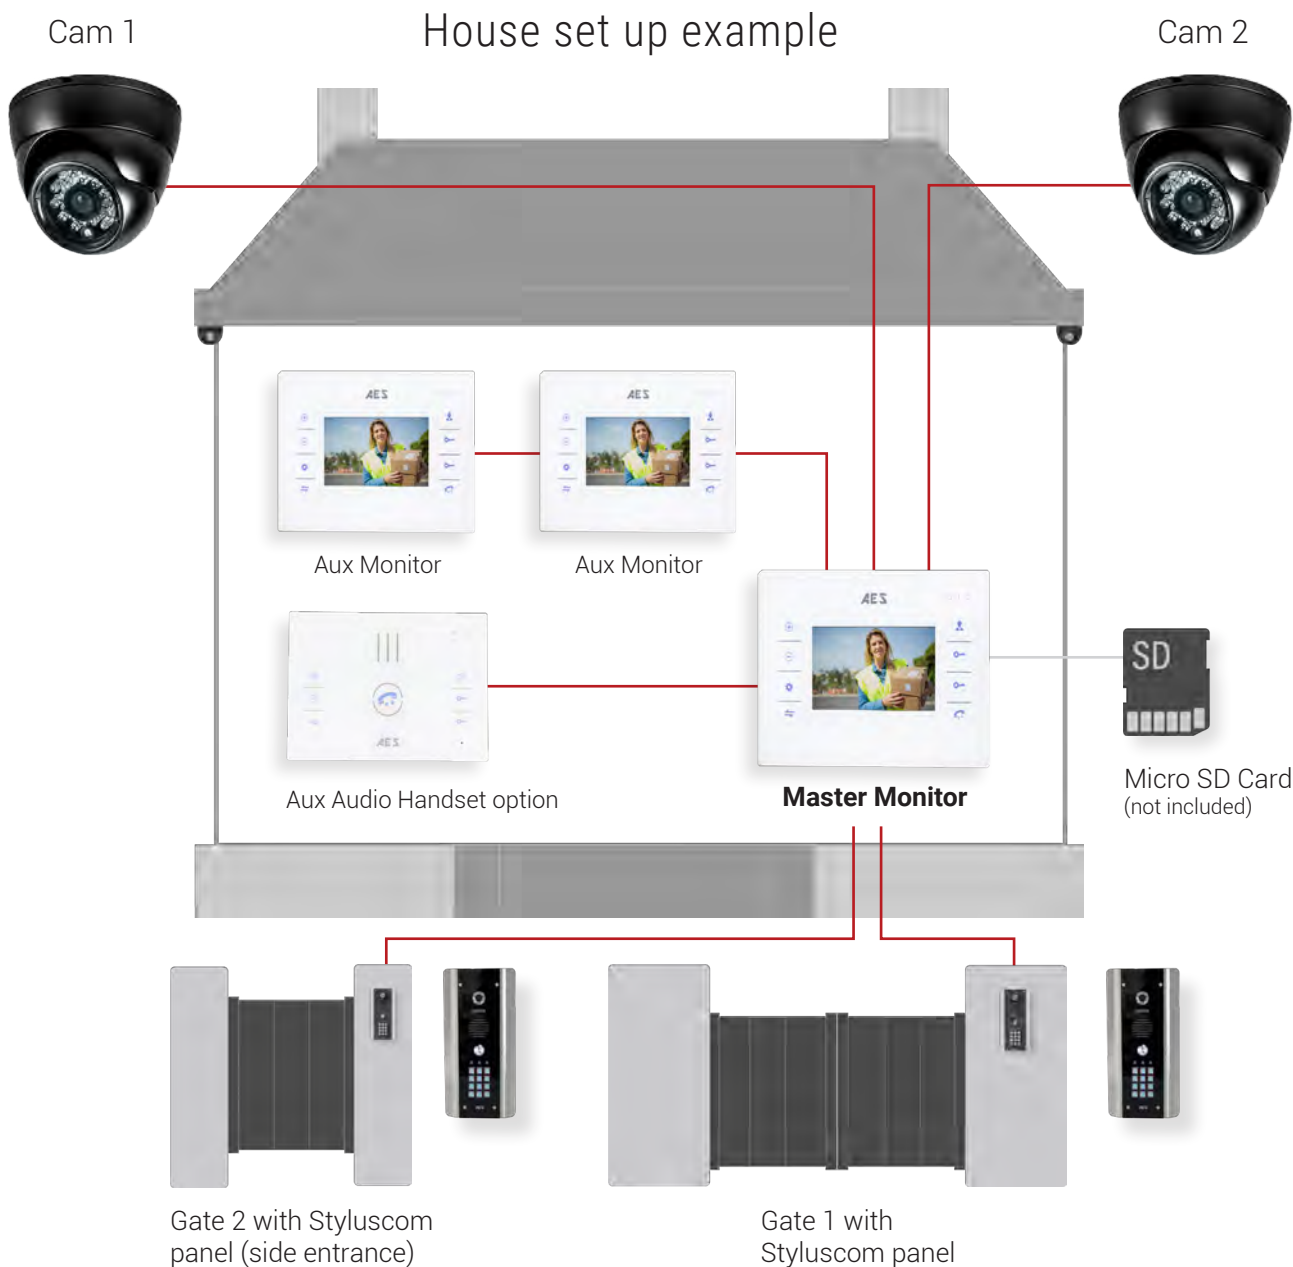 Cam 1
House set up example
Cam 2
AES
AES
Aux Monitor
Aux Monitor
AES
SD
AES
Aux Audio Handset option
Master Monitor
Micro SD Card
(not included)
AES
AES
Gate 2 with Styluscom
panel (side entrance)
Gate 1 with
Styluscom panel